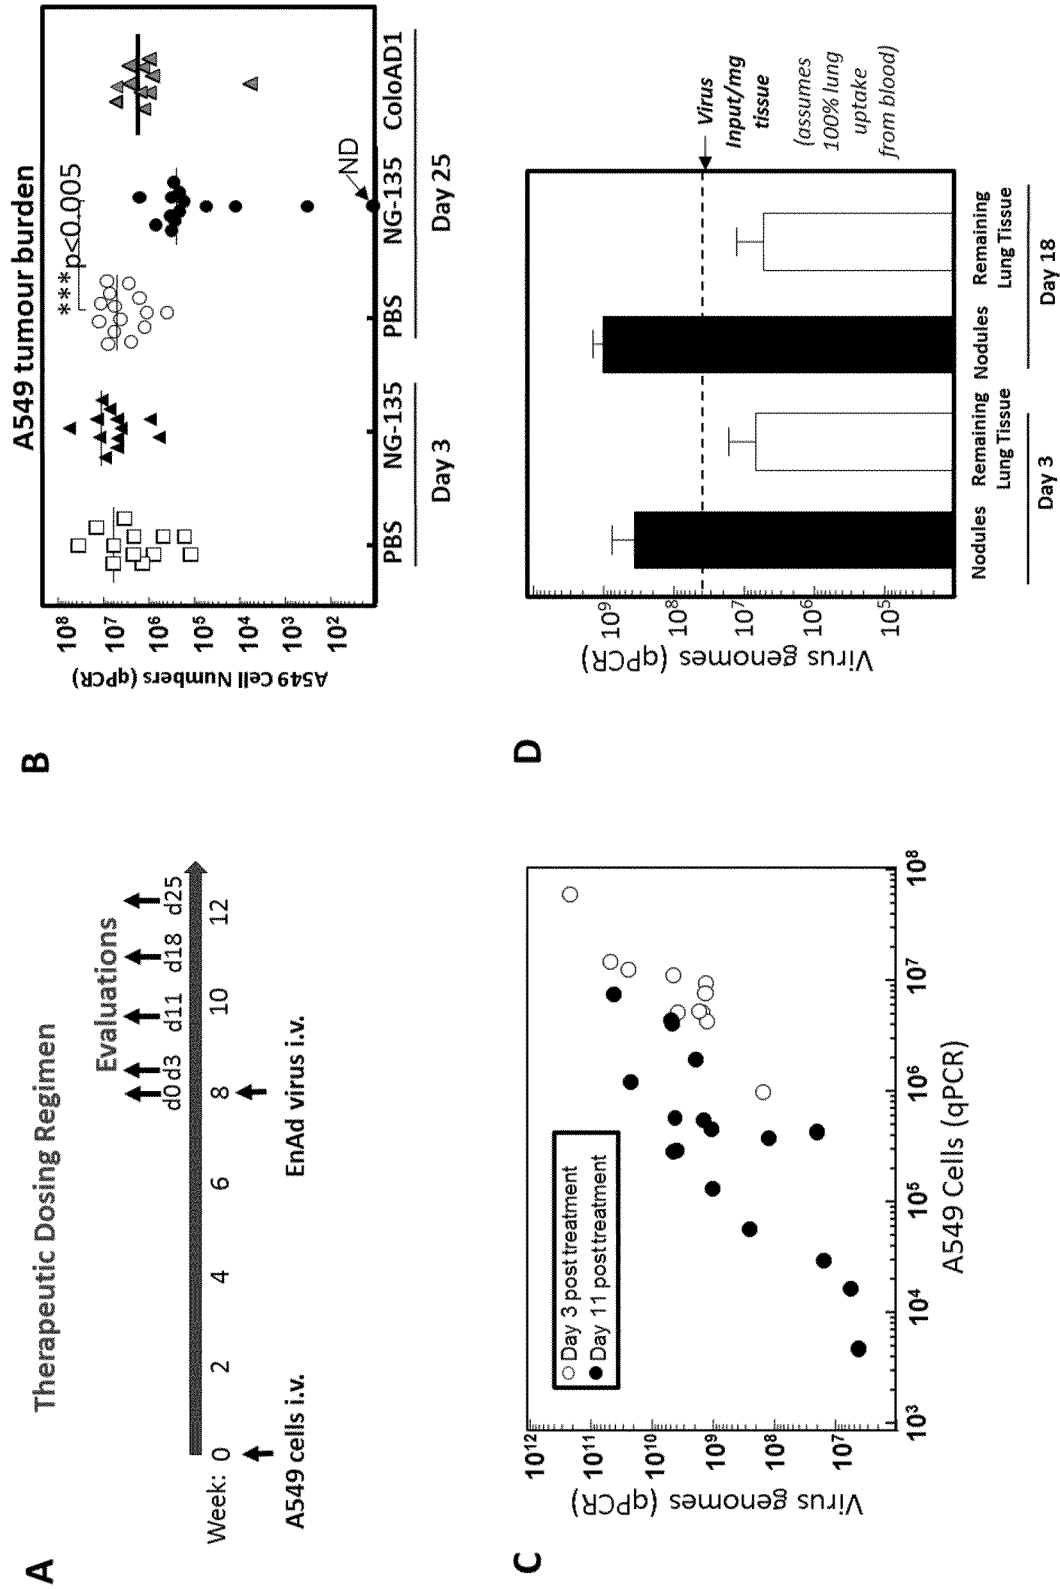 A
Therapeutic Dosing Regimen
Evaluations
d0 d3 d11 d18 d25
Week: 0 2 4 6 8 10 12
A549 cells i.v.
EnAd virus i.v.
B
A549 tumour burden
***p<0.005
A549 Cell Numbers (qPCR)
10⁸
10⁷
10⁶
10⁵
10⁴
10³
10²
ND
PBS NG-135 PBS NG-135 ColoAD1
Day 3 Day 25
C
Virus genomes (qPCR)
10¹²
10¹¹
10¹⁰
10⁹
10⁸
10⁷
Day 3 post treatment
Day 11 post treatment
10³ 10⁴ 10⁵ 10⁶ 10⁷ 10⁸
A549 Cells (qPCR)
D
Virus genomes (qPCR)
10⁹
10⁸
10⁷
10⁶
10⁵
Virus
Input/mg
tissue
(assumes
100% lung
uptake
from blood)
Nodules Remaining Nodules Remaining
Lung Tissue Lung Tissue
Day 3 Day 18